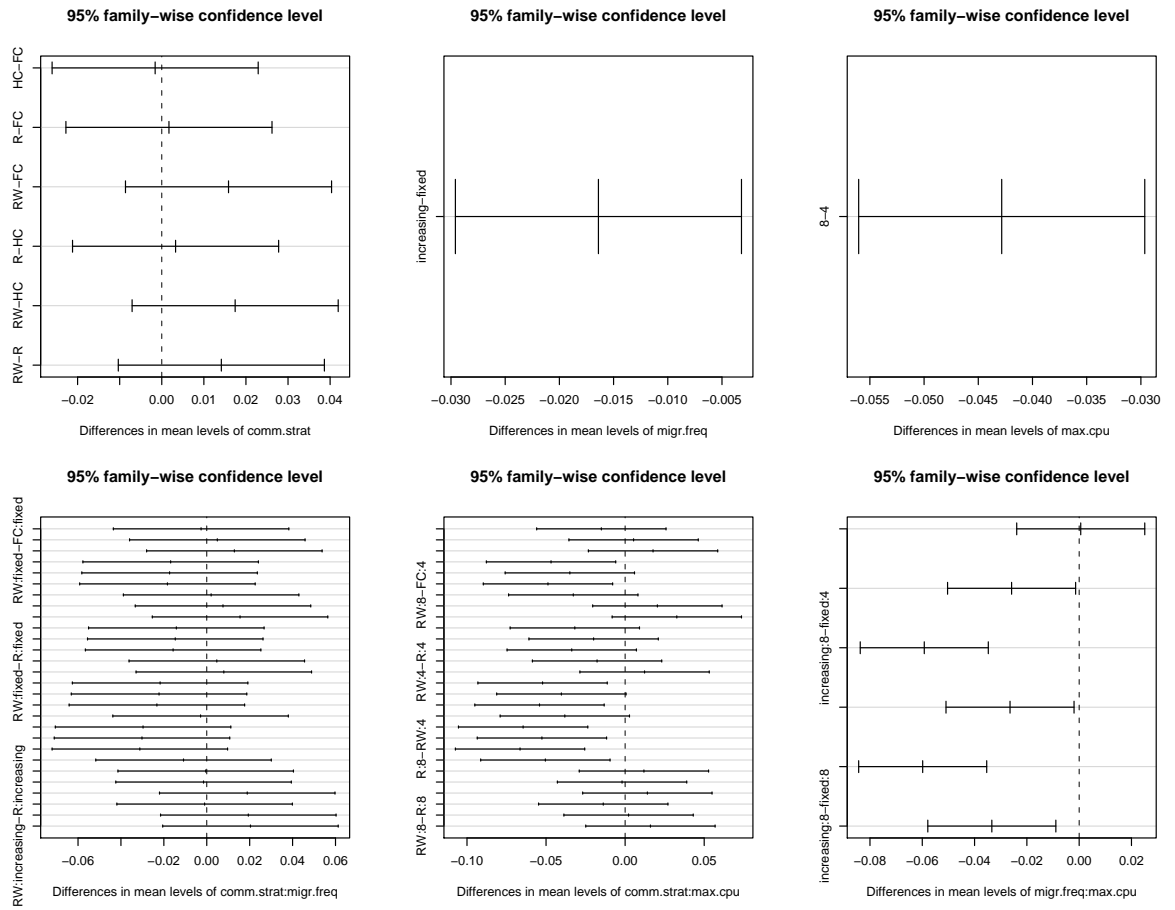 95% family−wise confidence level
HC−FC
R−FC
RW−FC
R−HC
RW−HC
RW−R
−0.02 0.00 0.01 0.02 0.03 0.04
Differences in mean levels of comm.strat
95% family−wise confidence level
increasing−fixed
−0.030 −0.025 −0.020 −0.015 −0.010 −0.005
Differences in mean levels of migr.freq
95% family−wise confidence level
8−4
−0.055 −0.050 −0.045 −0.040 −0.035 −0.030
Differences in mean levels of max.cpu
95% family−wise confidence level
RW:fixed−FC:fixed
RW:fixed−R:fixed
RW:increasing−R:increasing
−0.06 −0.02 0.00 0.02 0.04 0.06
Differences in mean levels of comm.strat:migr.freq
95% family−wise confidence level
RW:8−FC:4
RW:4−R:4
R:8−RW:4
RW:8−R:8
−0.10 −0.05 0.00 0.05
Differences in mean levels of comm.strat:max.cpu
95% family−wise confidence level
increasing:8−fixed:4
increasing:8−fixed:8
−0.08 −0.06 −0.04 −0.02 0.00 0.02
Differences in mean levels of migr.freq:max.cpu